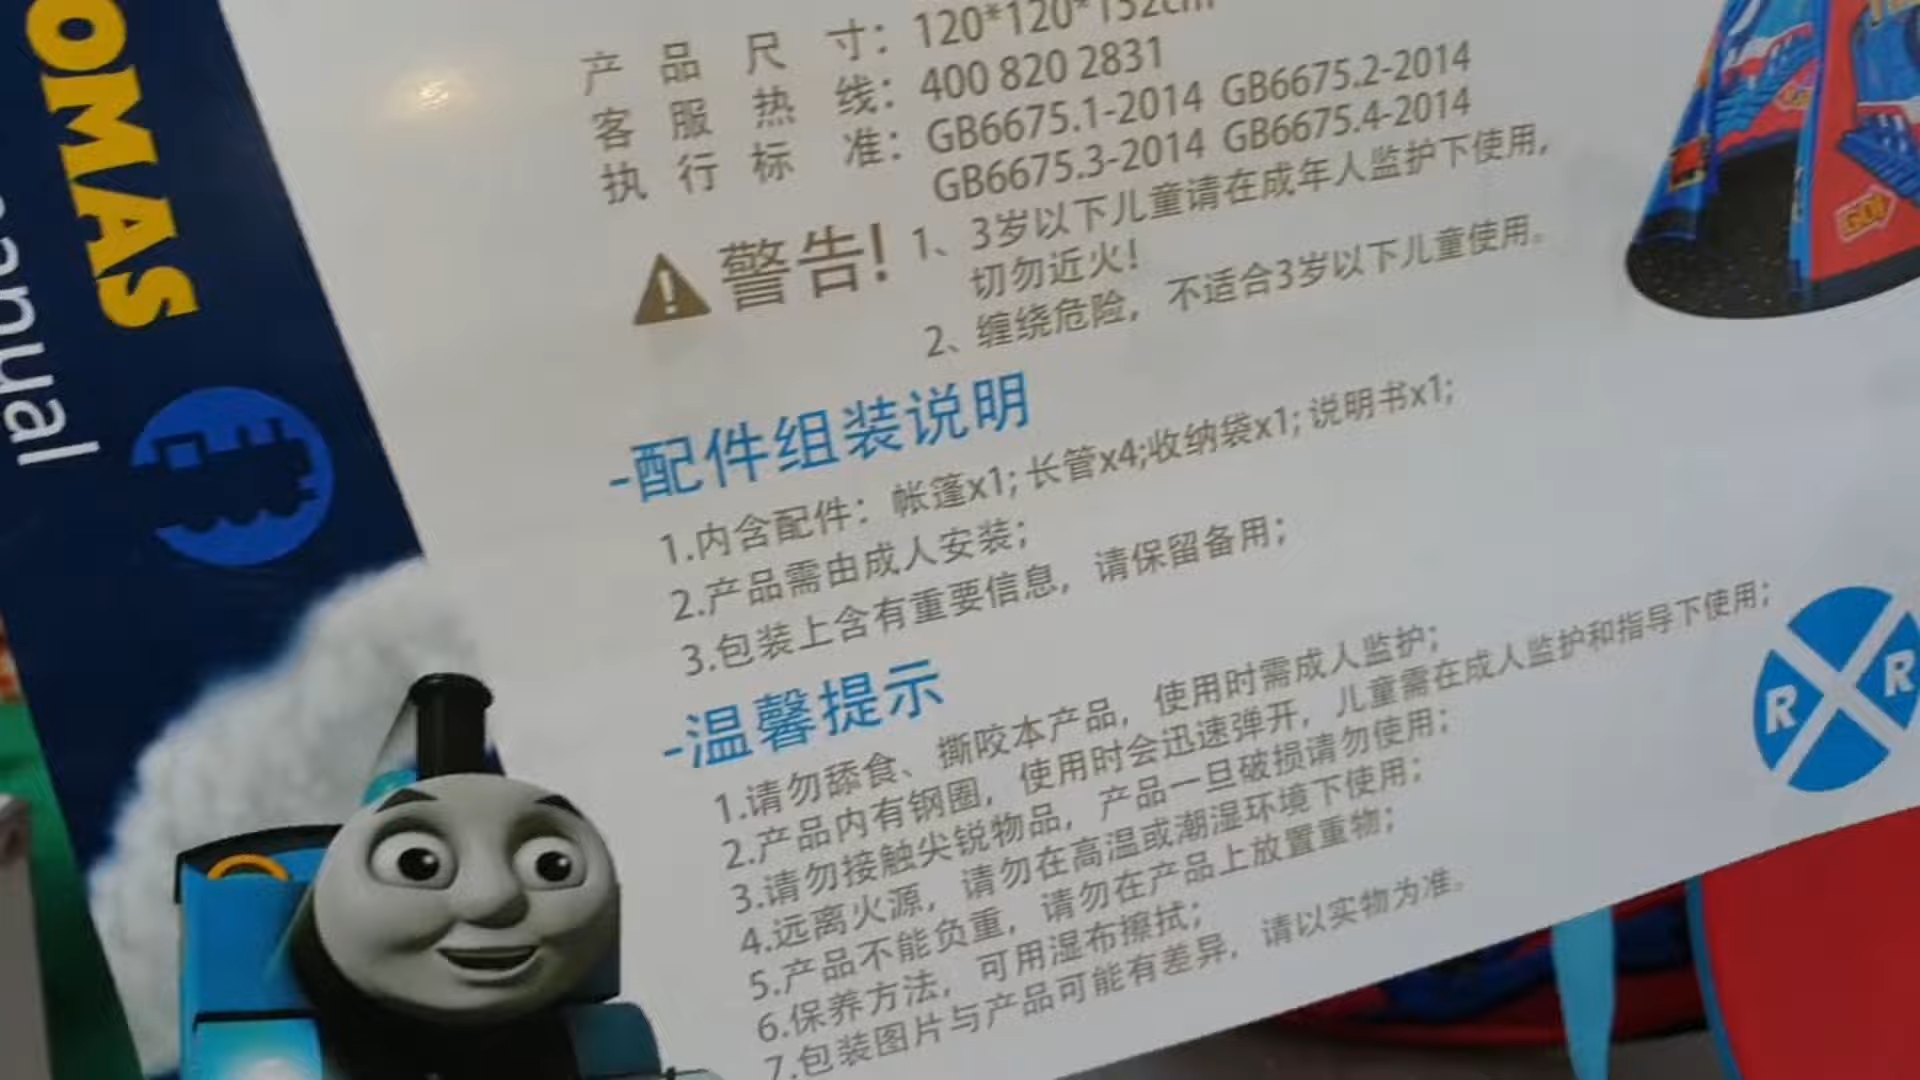 OMAS
anual
产品尺寸：120*120*132cm
客服热线：400 820 2831
执行标准：GB6675.1-2014 GB6675.2-2014
GB6675.3-2014 GB6675.4-2014
警告! 1、3岁以下儿童请在成年人监护下使用，
切勿近火!
2、缠绕危险，不适合3岁以下儿童使用。
-配件组装说明
1.内含配件：帐篷x1; 长管x4;收纳袋x1; 说明书x1;
2.产品需由成人安装；
3.包装上含有重要信息，请保留备用；
-温馨提示
1.请勿舔食、撕咬本产品，使用时需成人监护；
2.产品内有钢圈，使用时会迅速弹开，儿童需在成人监护和指导下使用；
3.请勿接触尖锐物品，产品一旦破损请勿使用；
4.远离火源，请勿在高温或潮湿环境下使用；
5.产品不能负重，请勿在产品上放置重物；
6.保养方法，可用湿布擦拭；
7.包装图片与产品可能有差异，请以实物为准。
R R
GO!